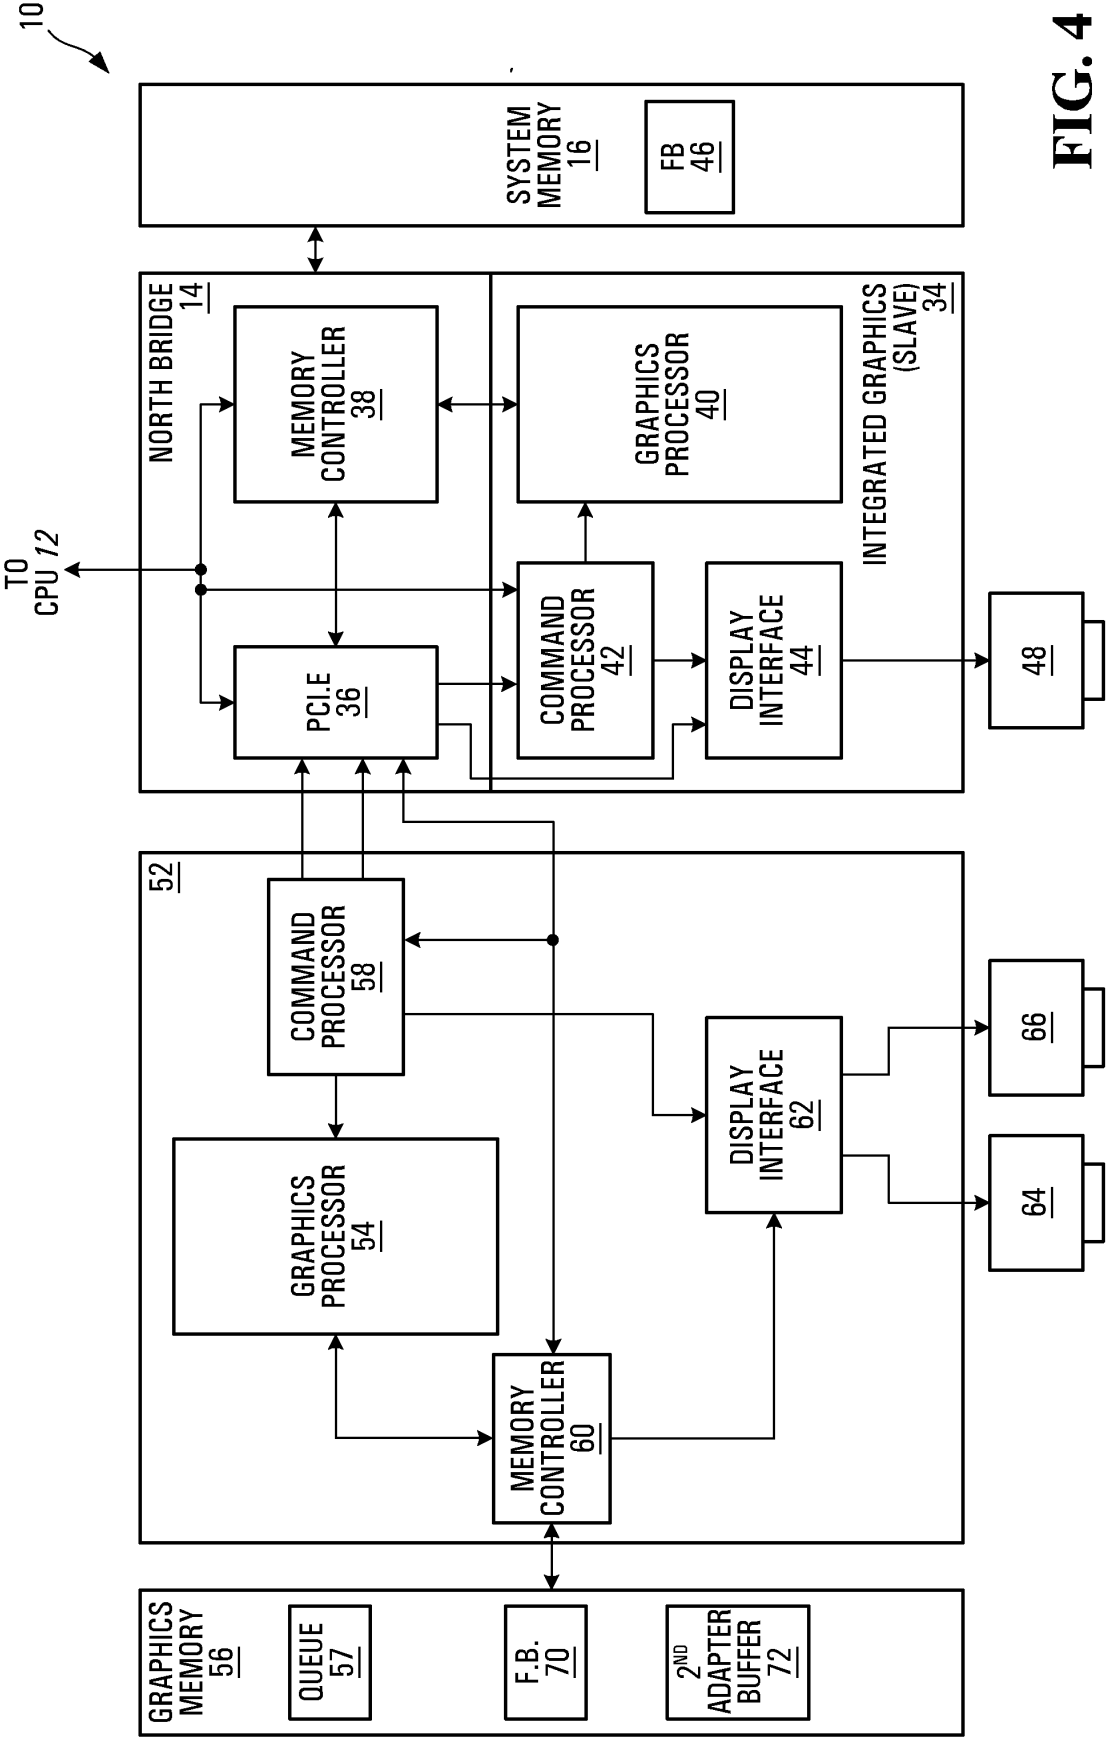 10
TO
CPU 12
GRAPHICS
MEMORY
56
QUEUE
57
F.B.
70
2ND
ADAPTER
BUFFER
72
52
GRAPHICS
PROCESSOR
54
COMMAND
PROCESSOR
58
MEMORY
CONTROLLER
60
DISPLAY
INTERFACE
62
64
66
NORTH BRIDGE
14
PCI.E
36
MEMORY
CONTROLLER
38
COMMAND
PROCESSOR
42
GRAPHICS
PROCESSOR
40
DISPLAY
INTERFACE
44
INTEGRATED GRAPHICS
(SLAVE)
34
48
SYSTEM
MEMORY
16
FB
46
FIG. 4